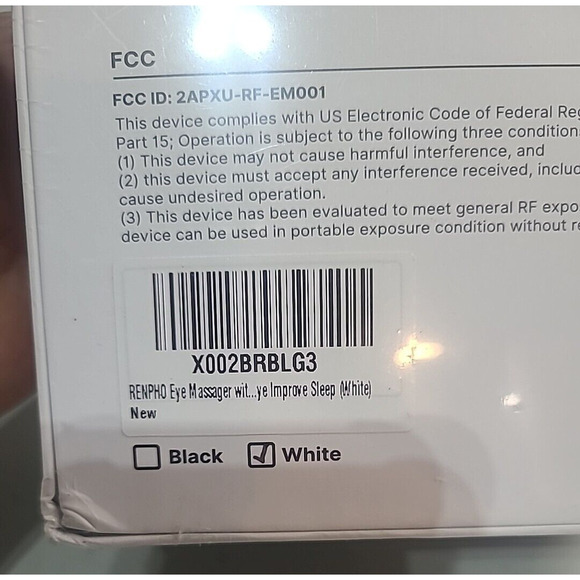 FCC
FCC ID: 2APXU-RF-EM001
This device complies with US Electronic Code of Federal Reg
Part 15; Operation is subject to the following three condition
(1) This device may not cause harmful interference, and
(2) this device must accept any interference received, includ
cause undesired operation.
(3) This device has been evaluated to meet general RF expo
device can be used in portable exposure condition without re
X002BRBLG3
RENPHO Eye Massager wit...ye Improve Sleep (White)
New
Black White